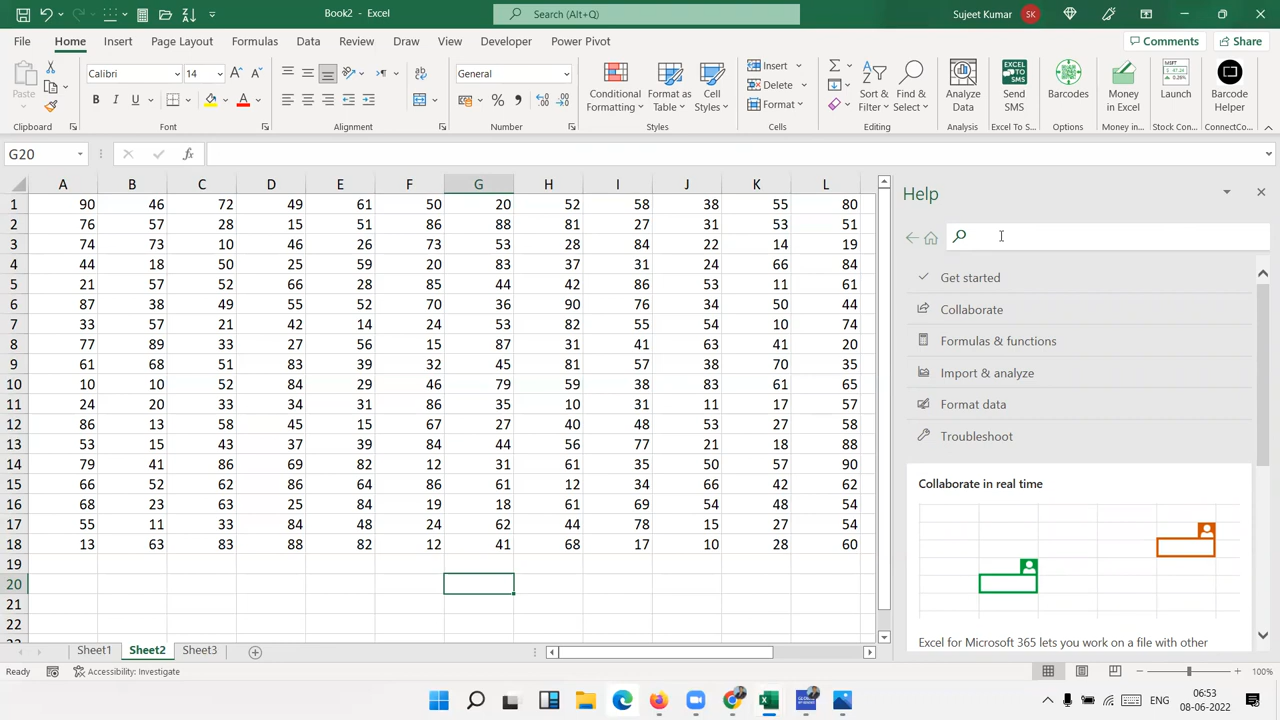 Book2 - Excel
Search (Alt+Q)
Sujeet Kumar SK
File Home Insert Page Layout Formulas Data Review Draw View Developer Power Pivot Comments Share
Paste Calibri 14 General Conditional Formatting Format as Table Cell Styles Insert Delete Format Sort & Filter Find & Select Analyze Data Send SMS Barcodes Money in Excel Launch Barcode Helper
Clipboard Font Alignment Number Styles Cells Editing Analysis Excel To S... Options Money in... Stock Con... ConnectCo...
G20 fx
A B C D E F G H I J K L
1 90 46 72 49 61 50 20 52 58 38 55 80
2 76 57 28 15 51 86 88 81 27 31 53 51
3 74 73 10 46 26 73 53 28 84 22 14 19
4 44 18 50 25 59 20 83 37 31 24 66 84
5 21 57 52 66 28 85 44 42 86 53 11 61
6 87 38 49 55 52 70 36 90 76 34 50 44
7 33 57 21 42 14 24 53 82 55 54 10 74
8 77 89 33 27 56 15 87 31 41 63 41 20
9 61 68 51 83 39 32 45 81 57 38 70 35
10 10 10 52 84 29 46 79 59 38 83 61 65
11 24 20 33 34 31 86 35 10 31 11 17 57
12 86 13 58 45 15 67 27 40 48 53 27 58
13 53 15 43 37 39 84 44 56 77 21 18 88
14 79 41 86 69 82 12 31 61 35 50 57 90
15 66 52 62 86 64 86 61 12 34 66 42 62
16 68 23 63 25 84 19 18 61 69 54 48 54
17 55 11 33 84 48 24 62 44 78 15 27 54
18 13 63 83 88 82 12 41 68 17 10 28 60
19
20
21
22
Help
Get started
Collaborate
Formulas & functions
Import & analyze
Format data
Troubleshoot
Collaborate in real time
Excel for Microsoft 365 lets you work on a file with other
Sheet1 Sheet2 Sheet3
Ready Accessibility: Investigate 100%
ENG 06:53
08-06-2022